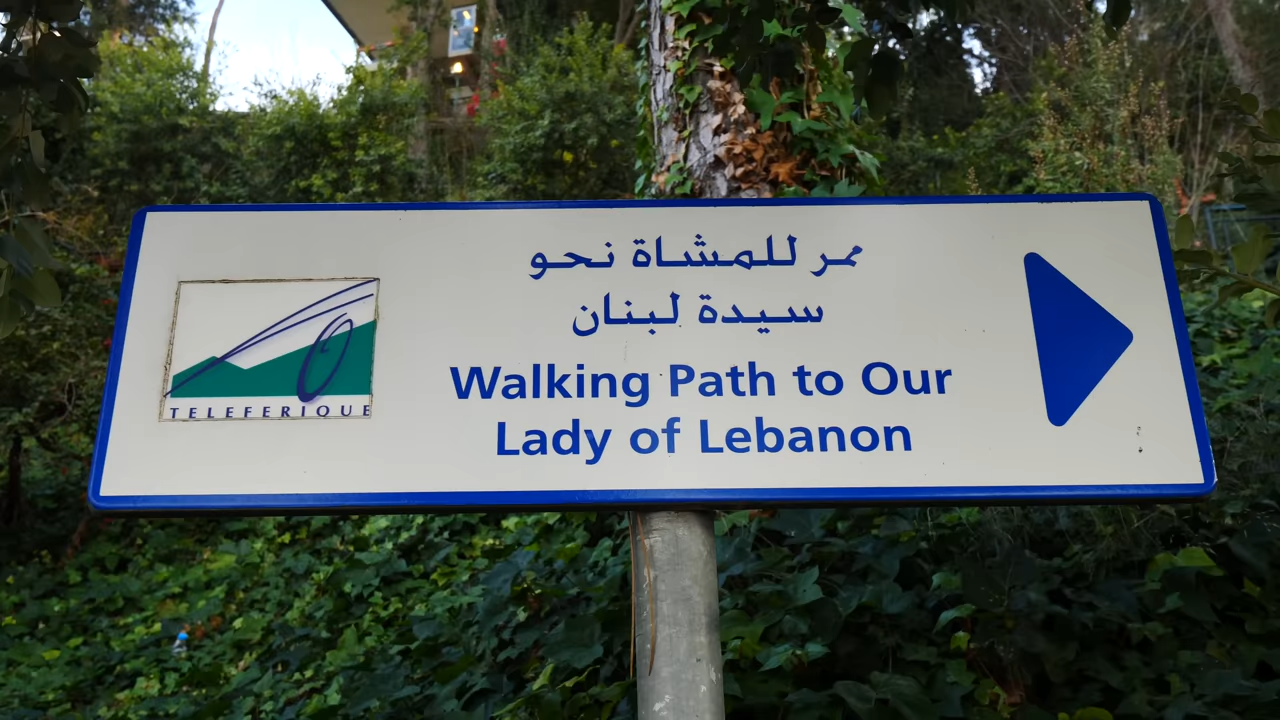 ممر للمشاة نحو
سيدة لبنان
Walking Path to Our
Lady of Lebanon
TELEFERIQUE